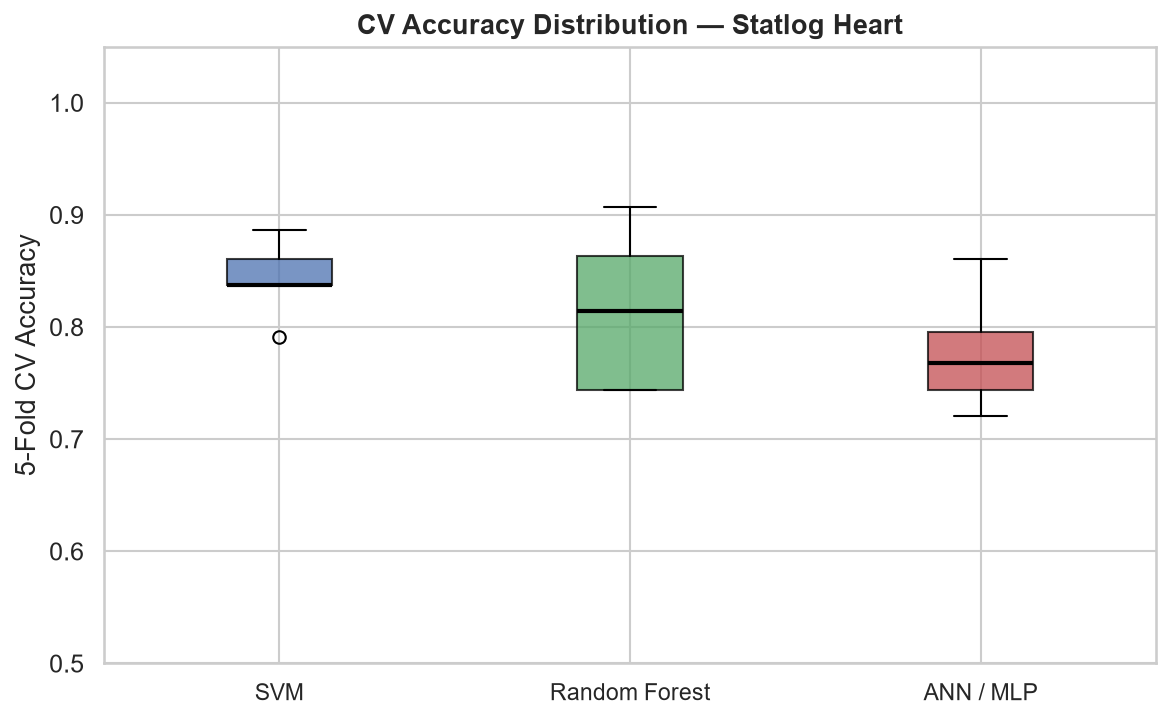 CV Accuracy Distribution — Statlog Heart
5-Fold CV Accuracy
1.0
0.9
0.8
0.7
0.6
0.5
SVM
Random Forest
ANN / MLP